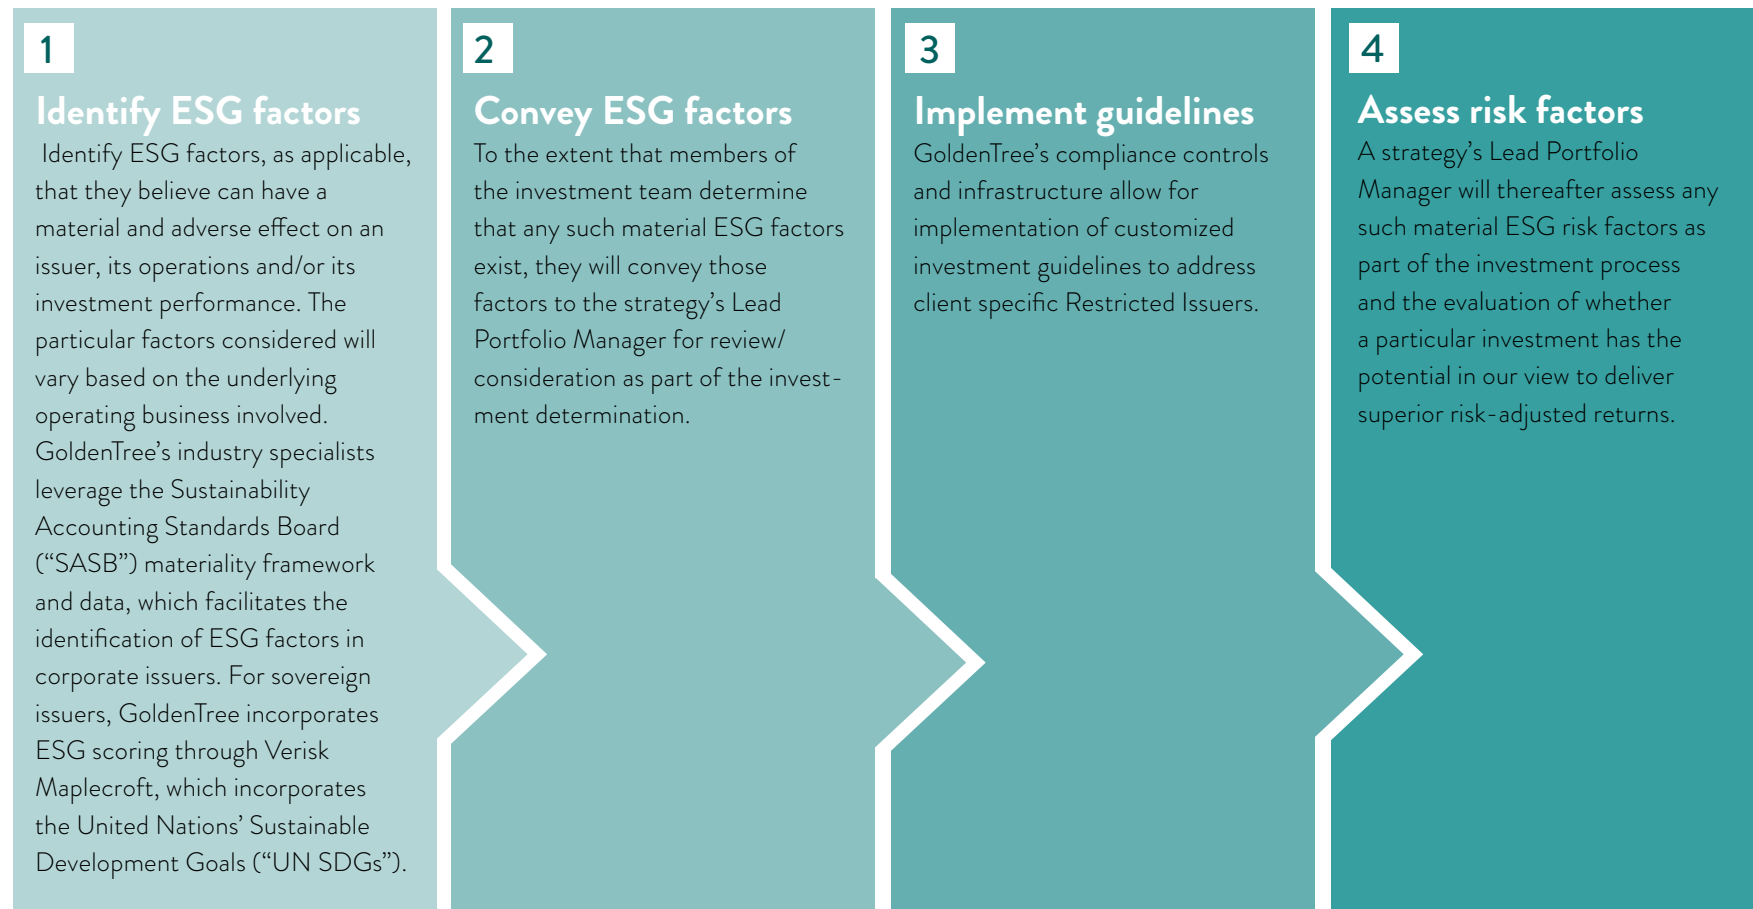 1
Identify ESG factors
Identify ESG factors, as applicable,
that they believe can have a
material and adverse effect on an
issuer, its operations and/or its
investment performance. The
particular factors considered will
vary based on the underlying
operating business involved.
GoldenTree’s industry specialists
leverage the Sustainability
Accounting Standards Board
(“SASB”) materiality framework
and data, which facilitates the
identification of ESG factors in
corporate issuers. For sovereign
issuers, GoldenTree incorporates
ESG scoring through Verisk
Maplecroft, which incorporates
the United Nations’ Sustainable
Development Goals (“UN SDGs”).
2
Convey ESG factors
To the extent that members of
the investment team determine
that any such material ESG factors
exist, they will convey those
factors to the strategy’s Lead
Portfolio Manager for review/
consideration as part of the invest-
ment determination.
3
Implement guidelines
GoldenTree’s compliance controls
and infrastructure allow for
implementation of customized
investment guidelines to address
client specific Restricted Issuers.
4
Assess risk factors
A strategy’s Lead Portfolio
Manager will thereafter assess any
such material ESG risk factors as
part of the investment process
and the evaluation of whether
a particular investment has the
potential in our view to deliver
superior risk-adjusted returns.